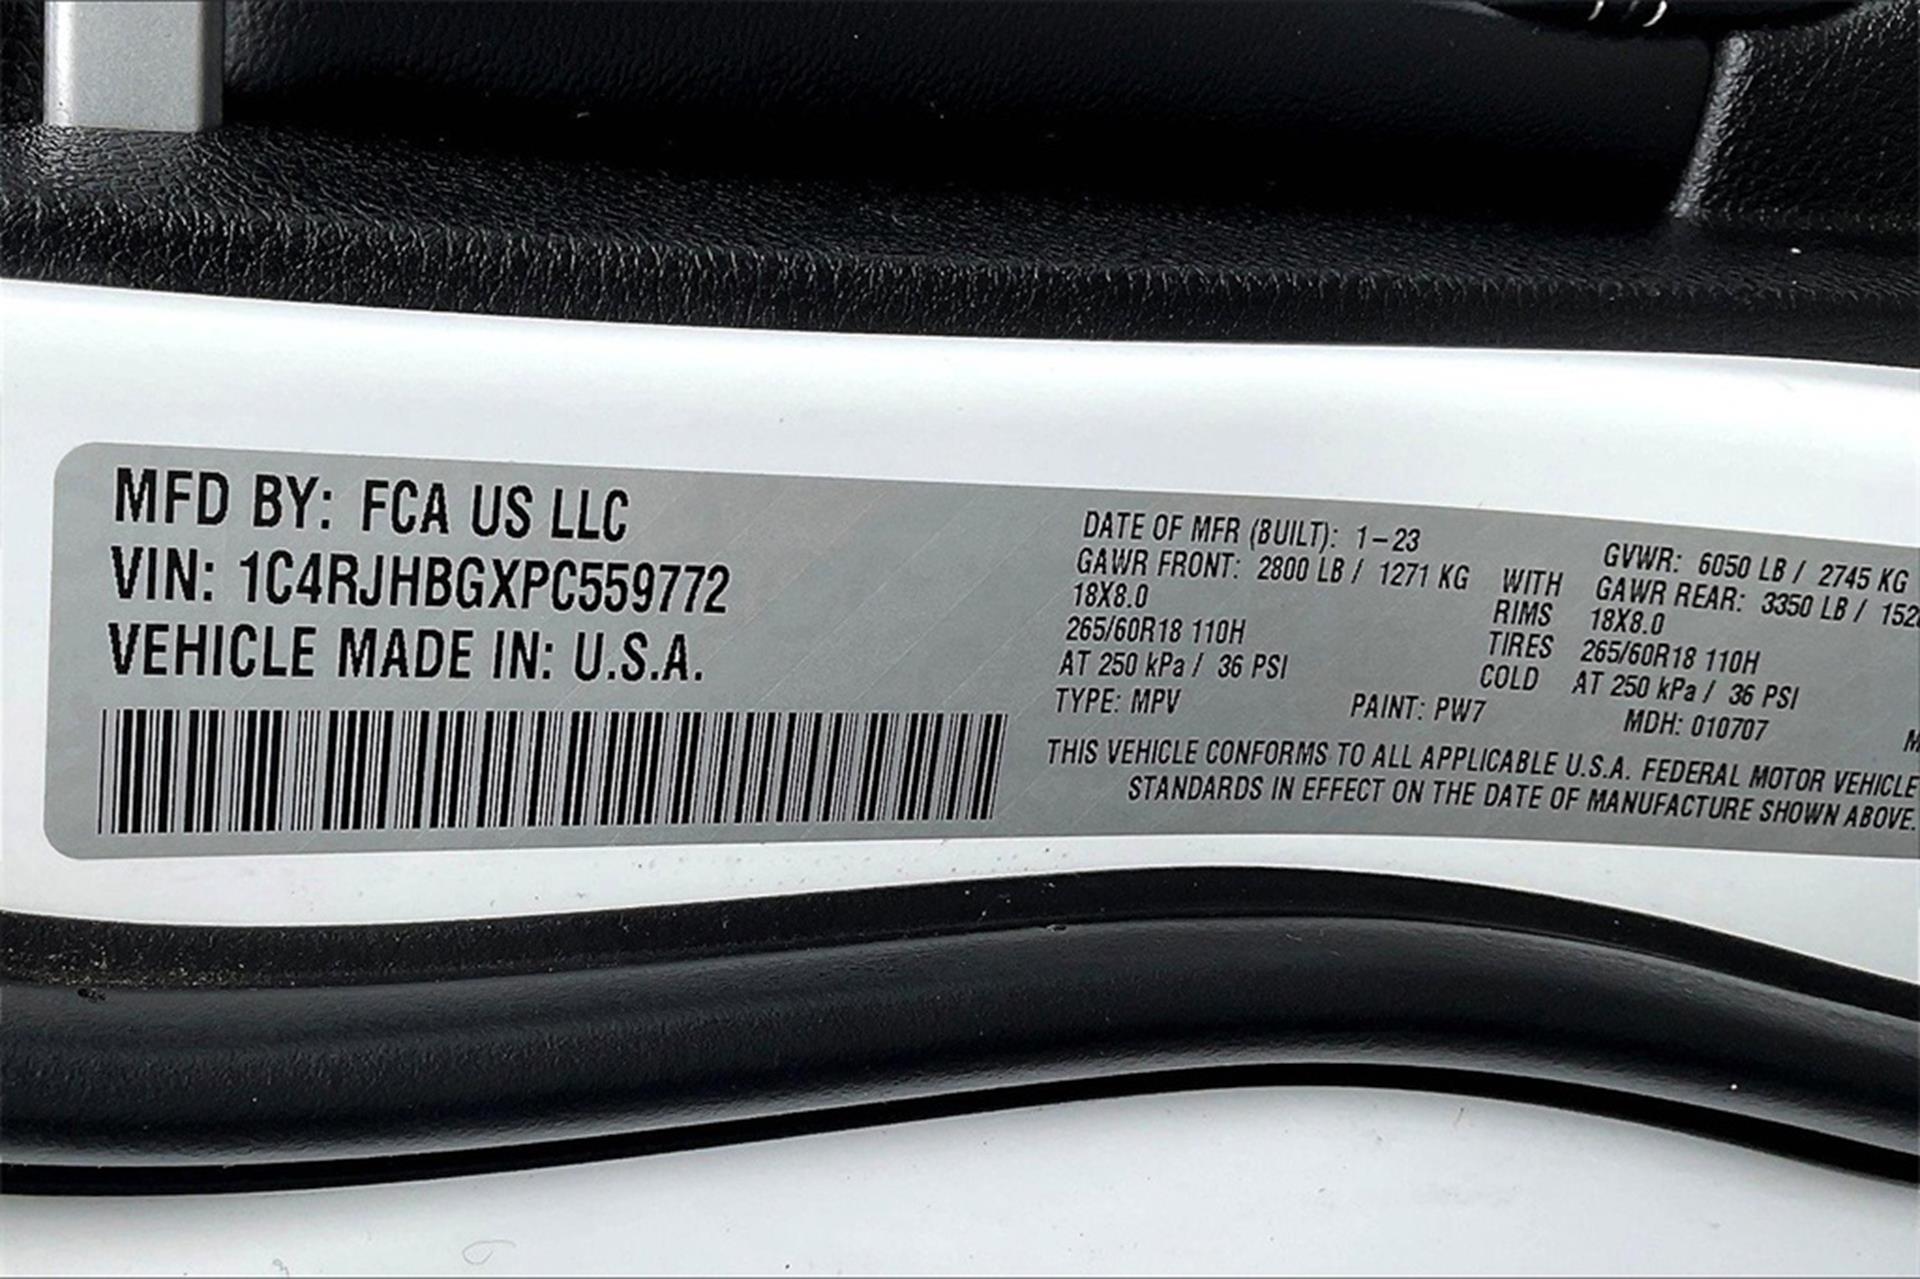 MFD BY: FCA US LLC
VIN: 1C4RJHBGXPC559772
VEHICLE MADE IN: U.S.A.
DATE OF MFR (BUILT): 1-23 GVWR: 6050 LB / 2745 KG
GAWR FRONT: 2800 LB / 1271 KG WITH GAWR REAR: 3350 LB /
18X8.0 RIMS 18X8.0
265/60R18 110H TIRES 265/60R18 110H
AT 250 kPa / 36 PSI COLD AT 250 kPa / 36 PSI
TYPE: MPV PAINT: PW7 MDH: 010707
THIS VEHICLE CONFORMS TO ALL APPLICABLE U.S.A. FEDERAL MOTOR VEHICLE
STANDARDS IN EFFECT ON THE DATE OF MANUFACTURE SHOWN ABOVE.